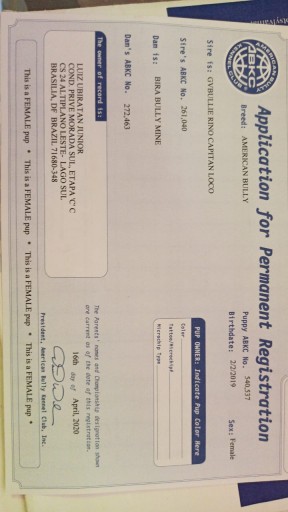 Application for Permanent Registration
AMERICAN BULLY
KENNEL CLUB
Breed: AMERICAN BULLY
Puppy ABKC No. 540,537
Birthdate: 2/2/2019 Sex: Female
Sire is: GVBULLIE RINO CAPITAN LOCO
Sire's ABKC No. 261,040
PUP OWNER: Indicate Pup Color Here
Color
Tattoo/Microchip#
Microchip Type
Dam is: BIRA BULLY MINE
Dam's ABKC No. 272,463
The owner of record is:
LUIZ UBIRATAN JUNIOR
COND. PRIVE MORADA SUL, ETAPA "C" C
CS 24 ALTIPLANO LESTE- LAGO SUL
BRASILIA, DF BRAZIL 71680-348
The Parents' names and Championship designation shown
are current as of the date of this registration.
16th day of April, 2020
President, American Bully Kennel Club, Inc.
This is a FEMALE pup * This is a FEMALE pup * This is a FEMALE pup * This is a FEMALE pup *